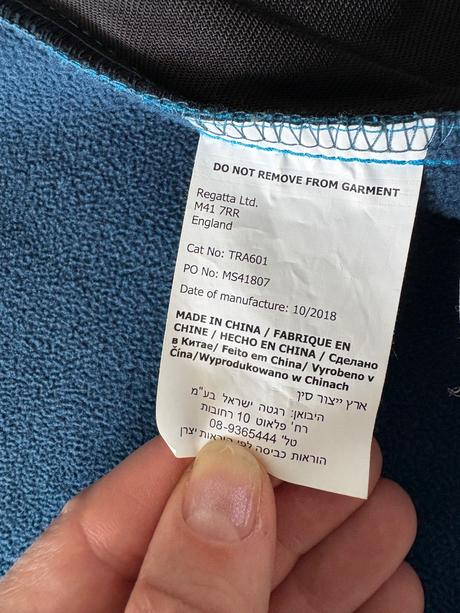 DO NOT REMOVE FROM GARMENT
Regatta Ltd.
M41 7RR
England
Cat No: TRA601
PO No: MS41807
Date of manufacture: 10/2018
MADE IN CHINA / FABRIQUE EN
CHINE / HECHO EN CHINA / Сделано
в Китае/ Feito em China/ Vyrobeno v
Čína/Wyprodukowano w Chinach
ארץ ייצור סין
היבואן: רגטה ישראל בע"מ
רח' פלאוט 10 רחובות
טל' 08-9365444
הוראות כביסה לפי הוראות יצרן